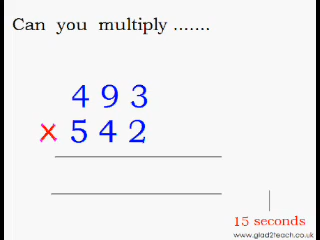 Can you multiply .......
4 9 3
× 5 4 2
15 seconds
www.glad2teach.co.uk